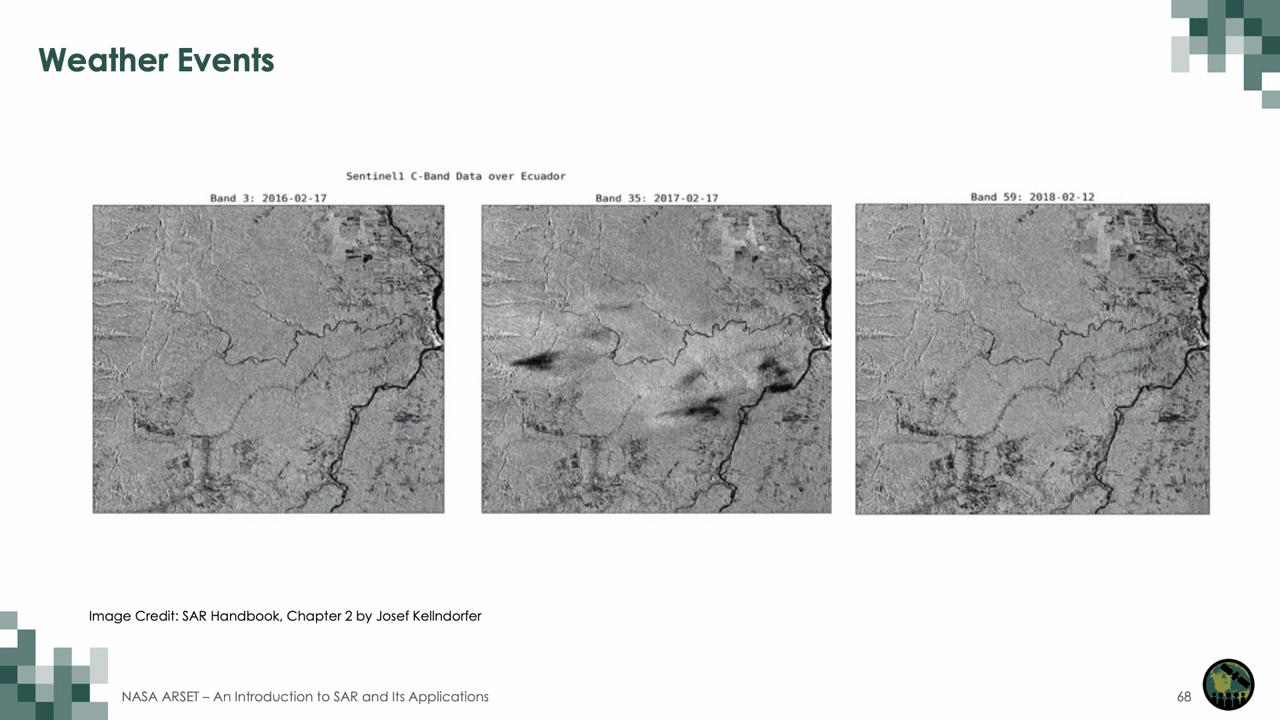 Weather Events
Sentinel1 C-Band Data over Ecuador
Band 3: 2016-02-17
Band 35: 2017-02-17
Band 59: 2018-02-12
Image Credit: SAR Handbook, Chapter 2 by Josef Kellndorfer
NASA ARSET – An Introduction to SAR and Its Applications
68